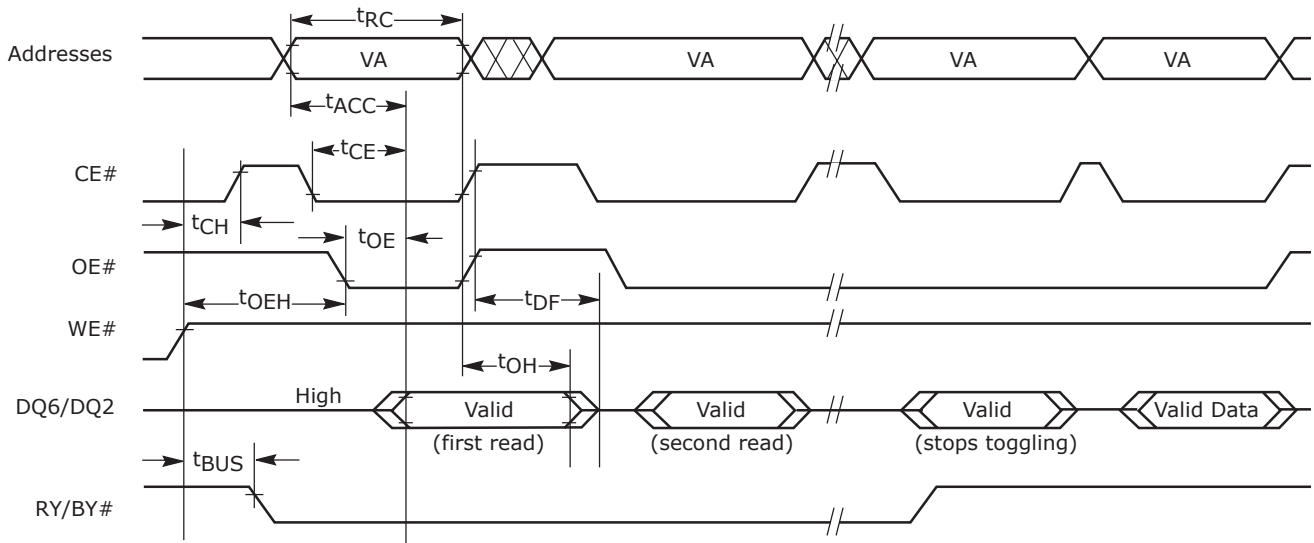 tRC
Addresses VA VA VA VA
tACC
tCE
CE#
tCH tOE
OE#
tOEH tDF
WE#
tOH
High
DQ6/DQ2 Valid Valid Valid Valid Data
(first read) (second read) (stops toggling)
tBUS
RY/BY#